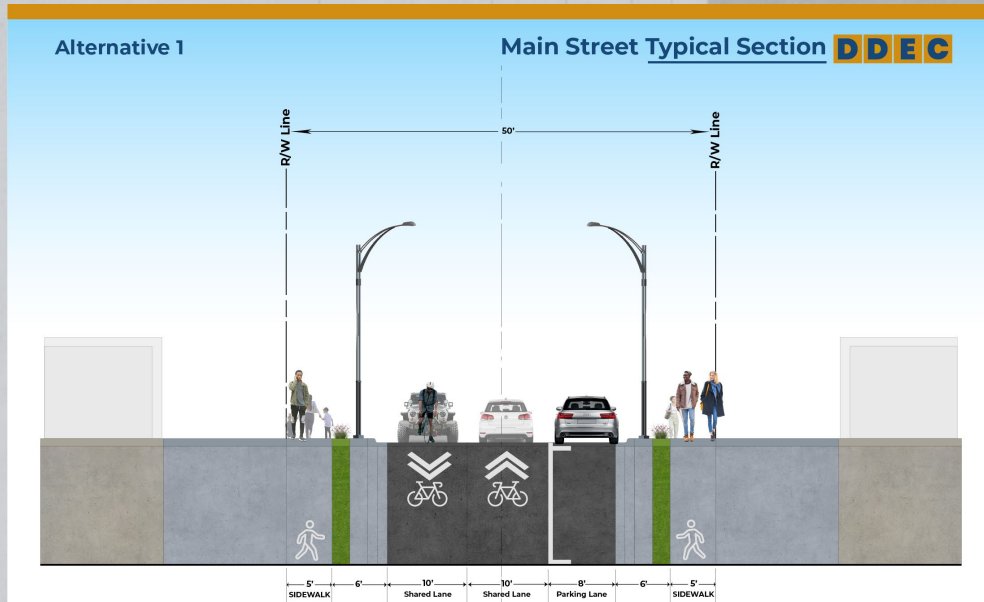 Alternative 1
Main Street Typical Section DDEC
R/W Line
50'
R/W Line
5' 6' 10' 10' 8' 6' 5'
SIDEWALK Shared Lane Shared Lane Parking Lane SIDEWALK